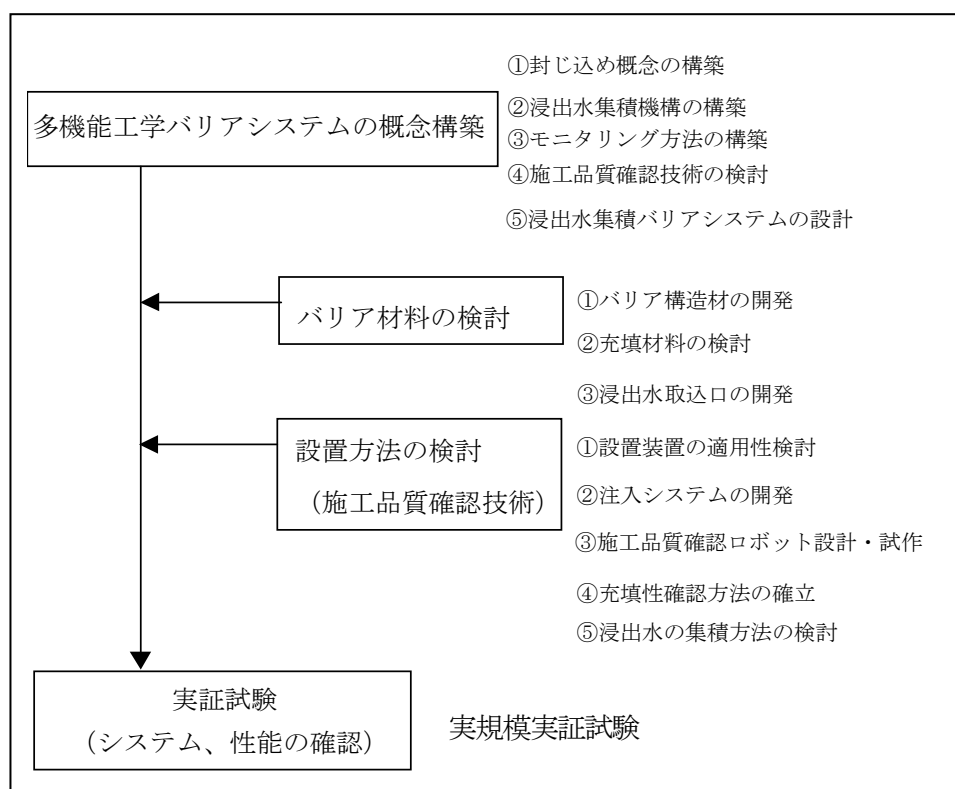 ①封じ込め概念の構築
多機能工学バリアシステムの概念構築
②浸出水集積機構の構築
③モニタリング方法の構築
④施工品質確認技術の検討
⑤浸出水集積バリアシステムの設計
バリア材料の検討
①バリア構造材の開発
②充填材料の検討
③浸出水取込口の開発
設置方法の検討
（施工品質確認技術）
①設置装置の適用性検討
②注入システムの開発
③施工品質確認ロボット設計・試作
④充填性確認方法の確立
⑤浸出水の集積方法の検討
実証試験
（システム、性能の確認）
実規模実証試験